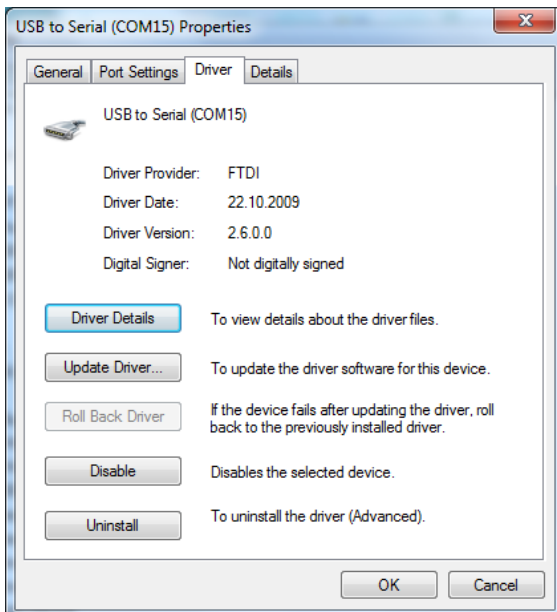 USB to Serial (COM15) Properties
General Port Settings Driver Details
USB to Serial (COM15)
Driver Provider: FTDI
Driver Date: 22.10.2009
Driver Version: 2.6.0.0
Digital Signer: Not digitally signed
Driver Details To view details about the driver files.
Update Driver... To update the driver software for this device.
Roll Back Driver If the device fails after updating the driver, roll
back to the previously installed driver.
Disable Disables the selected device.
Uninstall To uninstall the driver (Advanced).
OK Cancel